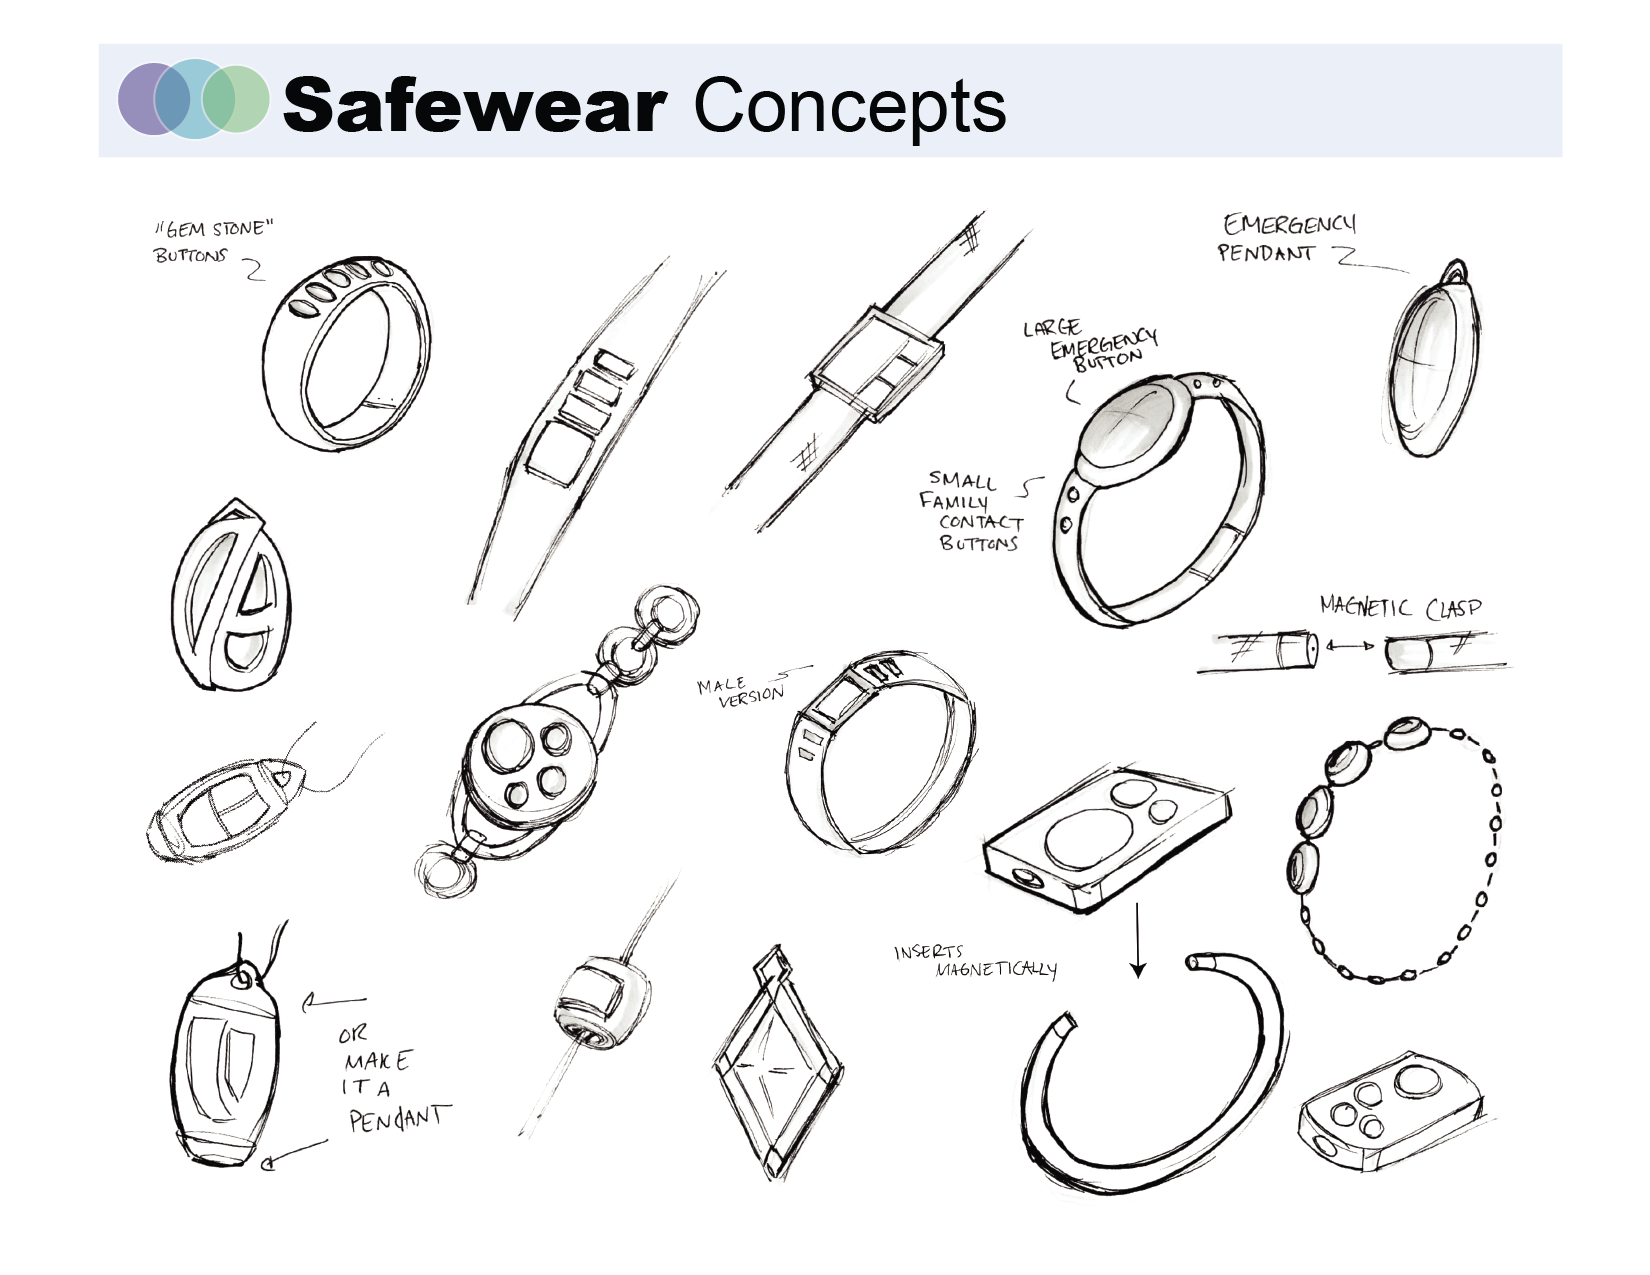 Safewear Concepts
"GEM STONE"
BUTTONS
EMERGENCY
PENDANT
LARGE
EMERGENCY
BUTTON
SMALL
FAMILY
CONTACT
BUTTONS
MAGNETIC CLASP
MALE
VERSION
INSERTS
MAGNETICALLY
OR
MAKE
IT A
PENDANT